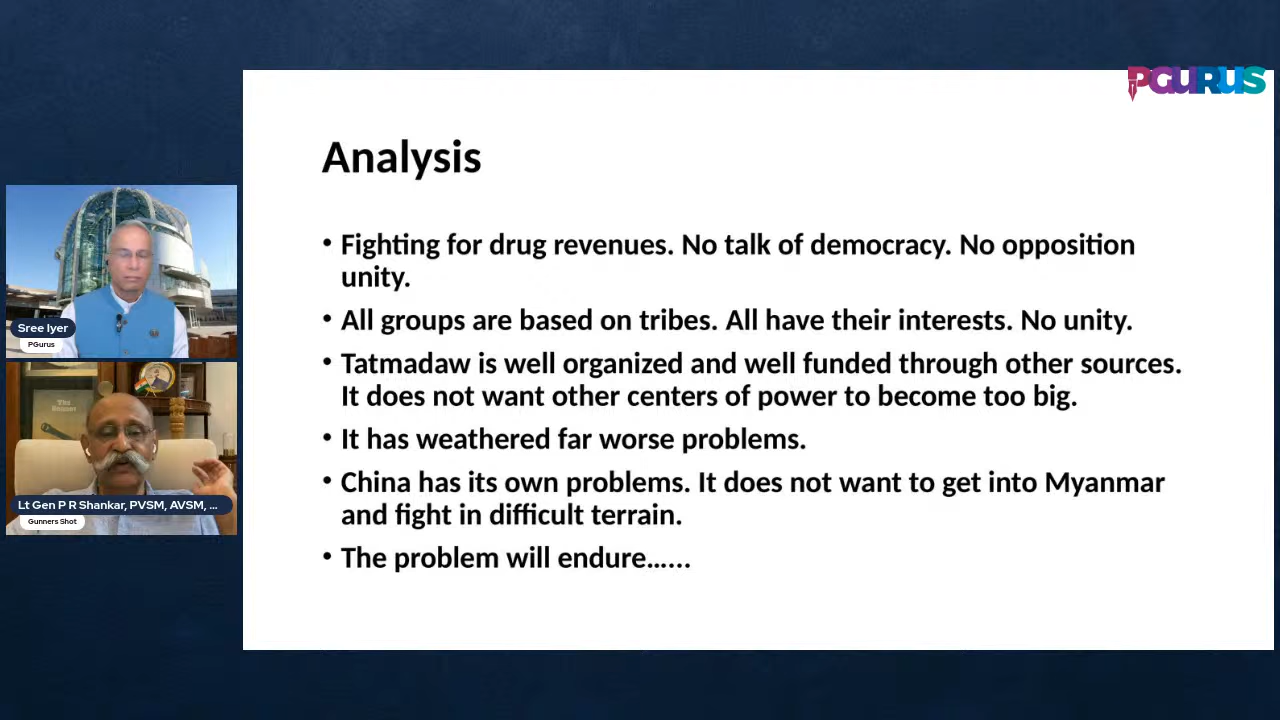 PGURUS
Analysis
• Fighting for drug revenues. No talk of democracy. No opposition
unity.
• All groups are based on tribes. All have their interests. No unity.
• Tatmadaw is well organized and well funded through other sources.
It does not want other centers of power to become too big.
• It has weathered far worse problems.
• China has its own problems. It does not want to get into Myanmar
and fight in difficult terrain.
• The problem will endure......
Sree Iyer
PGurus
The
Gunner
Lt Gen P R Shankar, PVSM, AVSM, ...
Gunners Shot